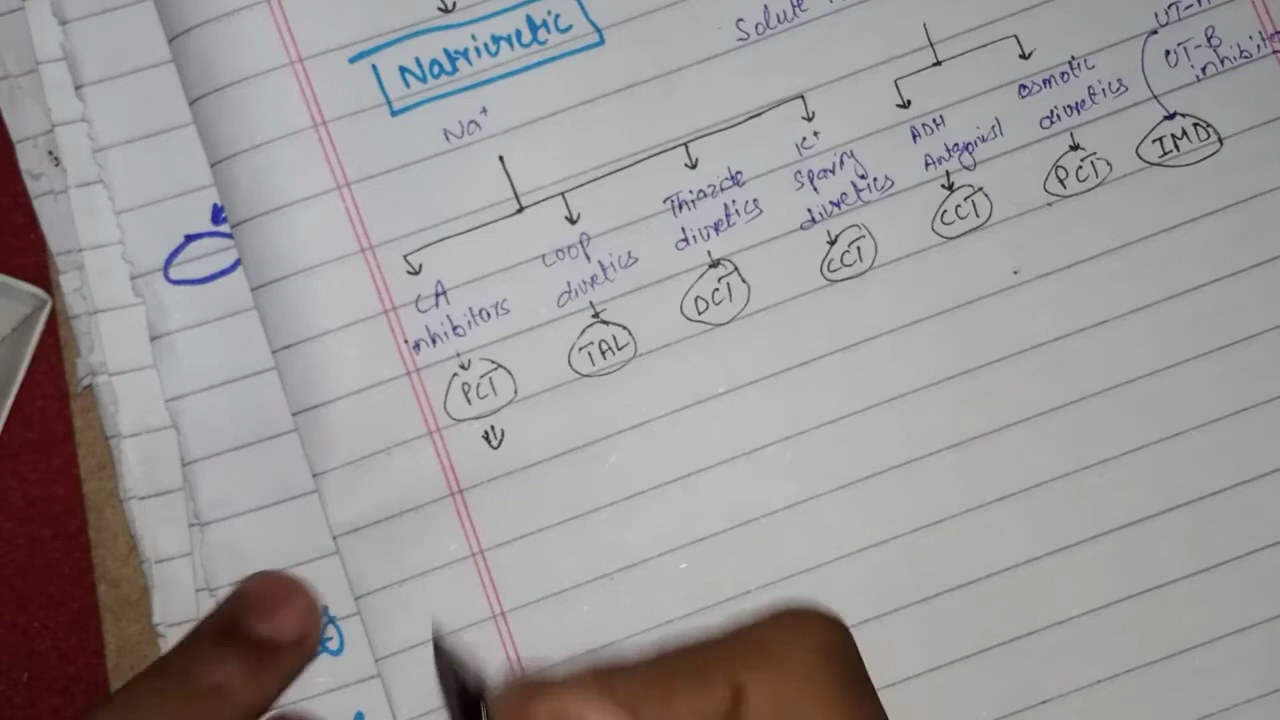 Natriuretic
Solute
Na⁺
CA
inhibitors
PCT
LOOP
diuretics
TAL
Thiazide
diuretics
DCT
K⁺
Sparing
diuretics
CCT
ADH
Antagonist
CCT
osmotic
diuretics
PCT
UT-B
IMD